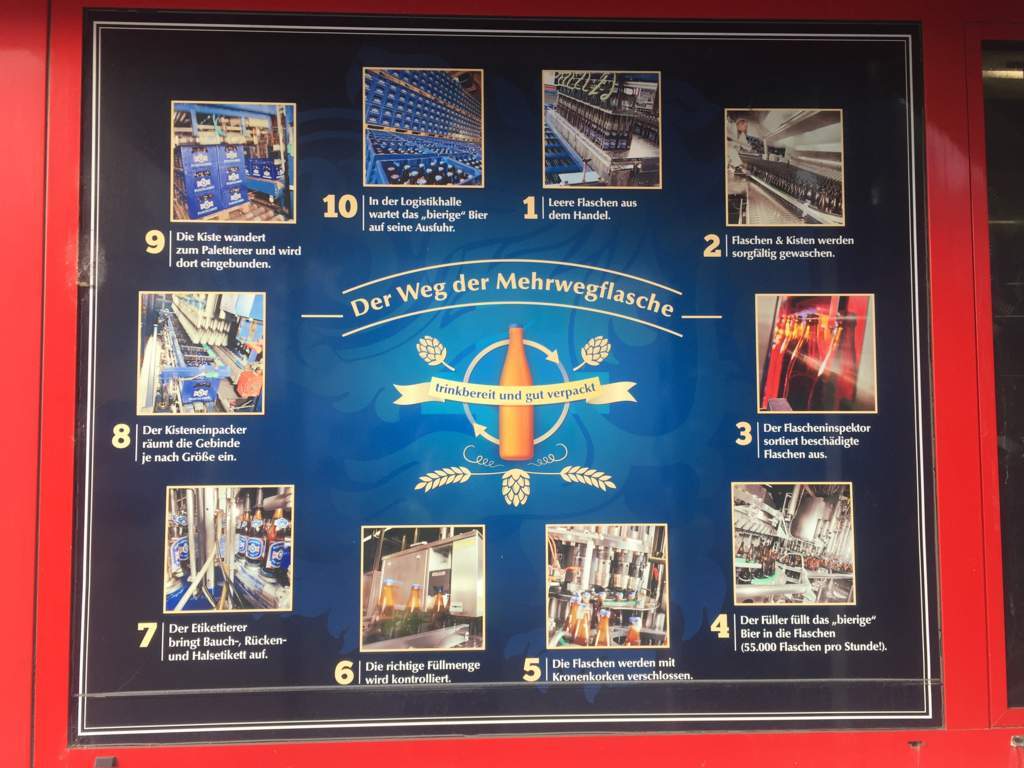 Der Weg der Mehrwegflasche
trinkbereit und gut verpackt
1 Leere Flaschen aus
dem Handel.
2 Flaschen & Kisten werden
sorgfältig gewaschen.
3 Der Flascheninspektor
sortiert beschädigte
Flaschen aus.
4 Der Füller füllt das „bierige“
Bier in die Flaschen
(55.000 Flaschen pro Stunde!).
5 Die Flaschen werden mit
Kronenkorken verschlossen.
6 Die richtige Füllmenge
wird kontrolliert.
7 Der Etikettierer
bringt Bauch-, Rücken-
und Halsetikett auf.
8 Der Kisteneinpacker
räumt die Gebinde
je nach Größe ein.
9 Die Kiste wandert
zum Palettierer und wird
dort eingebunden.
10 In der Logistikhalle
wartet das „bierige“ Bier
auf seine Ausfuhr.